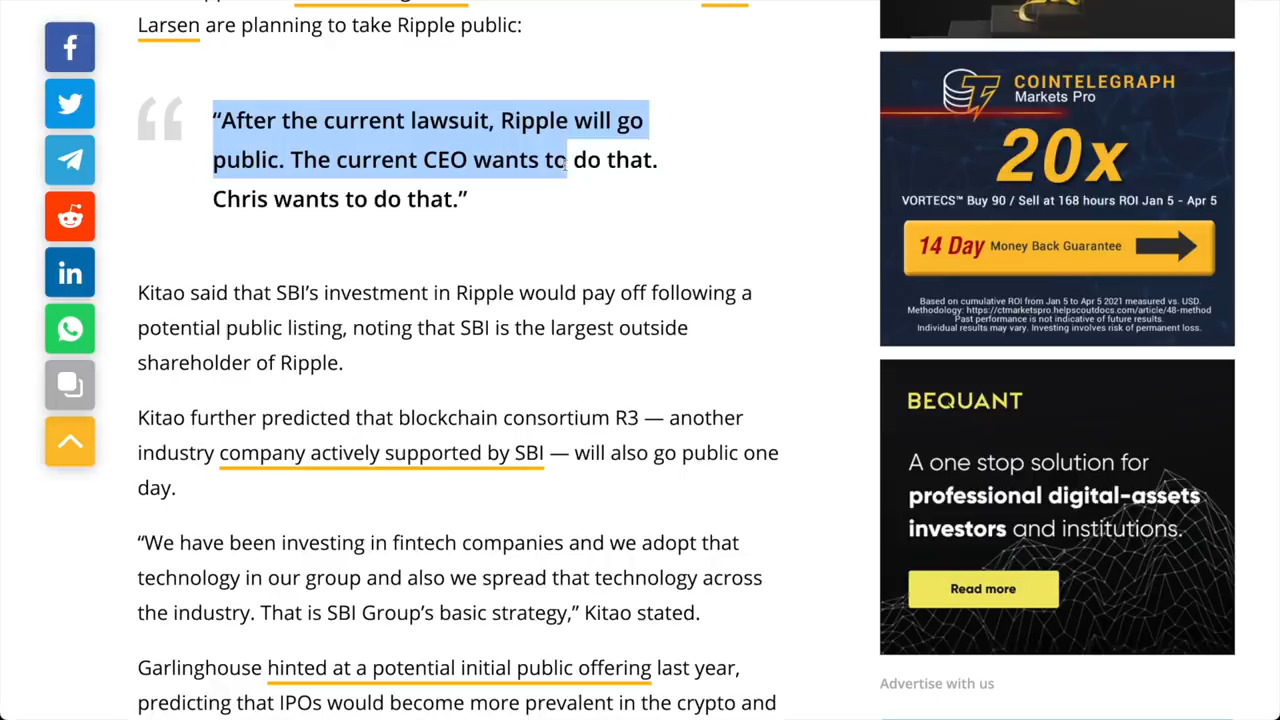 Larsen are planning to take Ripple public:
“After the current lawsuit, Ripple will go
public. The current CEO wants to do that.
Chris wants to do that.”
Kitao said that SBI’s investment in Ripple would pay off following a
potential public listing, noting that SBI is the largest outside
shareholder of Ripple.
Kitao further predicted that blockchain consortium R3 — another
industry company actively supported by SBI — will also go public one
day.
“We have been investing in fintech companies and we adopt that
technology in our group and also we spread that technology across
the industry. That is SBI Group’s basic strategy,” Kitao stated.
Garlinghouse hinted at a potential initial public offering last year,
predicting that IPOs would become more prevalent in the crypto and
COINTELEGRAPH
Markets Pro
20x
VORTECS™ Buy 90 / Sell at 168 hours ROI Jan 5 - Apr 5
14 Day Money Back Guarantee
Based on cumulative ROI from Jan 5 to Apr 5 2021 measured vs. USD.
Methodology: https://ctmarketspro.helpscoutdocs.com/article/48-method
Past performance is not indicative of future results.
Individual results may vary. Investing involves risk of permanent loss.
BEQUANT
A one stop solution for
professional digital-assets
investors and institutions.
Read more
Advertise with us